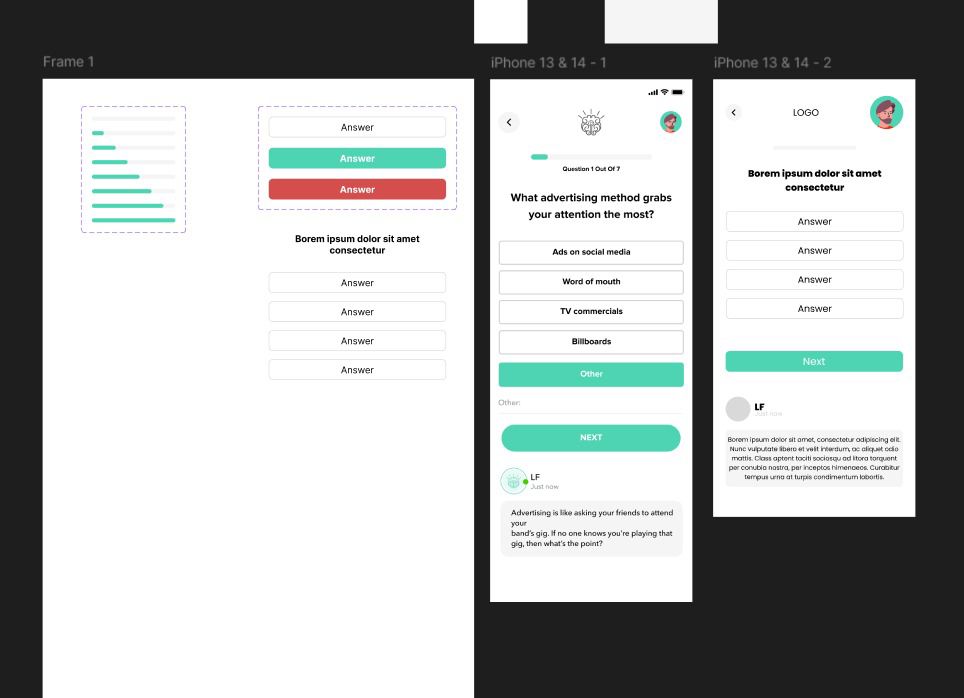 Frame 1
Answer
Answer
Answer
Borem ipsum dolor sit amet
consectetur
Answer
Answer
Answer
Answer
iPhone 13 & 14 - 1
Question 1 Out Of 7
What advertising method grabs
your attention the most?
Ads on social media
Word of mouth
TV commercials
Billboards
Other
Other:
NEXT
LF
Just now
Advertising is like asking your friends to attend
your
band's gig. If no one knows you're playing that
gig, then what's the point?
iPhone 13 & 14 - 2
LOGO
Borem ipsum dolor sit amet
consectetur
Answer
Answer
Answer
Answer
Next
LF
Just now
Borem ipsum dolor sit amet, consectetur adipiscing elit.
Nunc vulputate libero et velit interdum, ac aliquet odio
mattis. Class aptent taciti sociosqu ad litora torquent
per conubia nostra, per inceptos himenaeos. Curabitur
tempus urna at turpis condimentum lobortis.